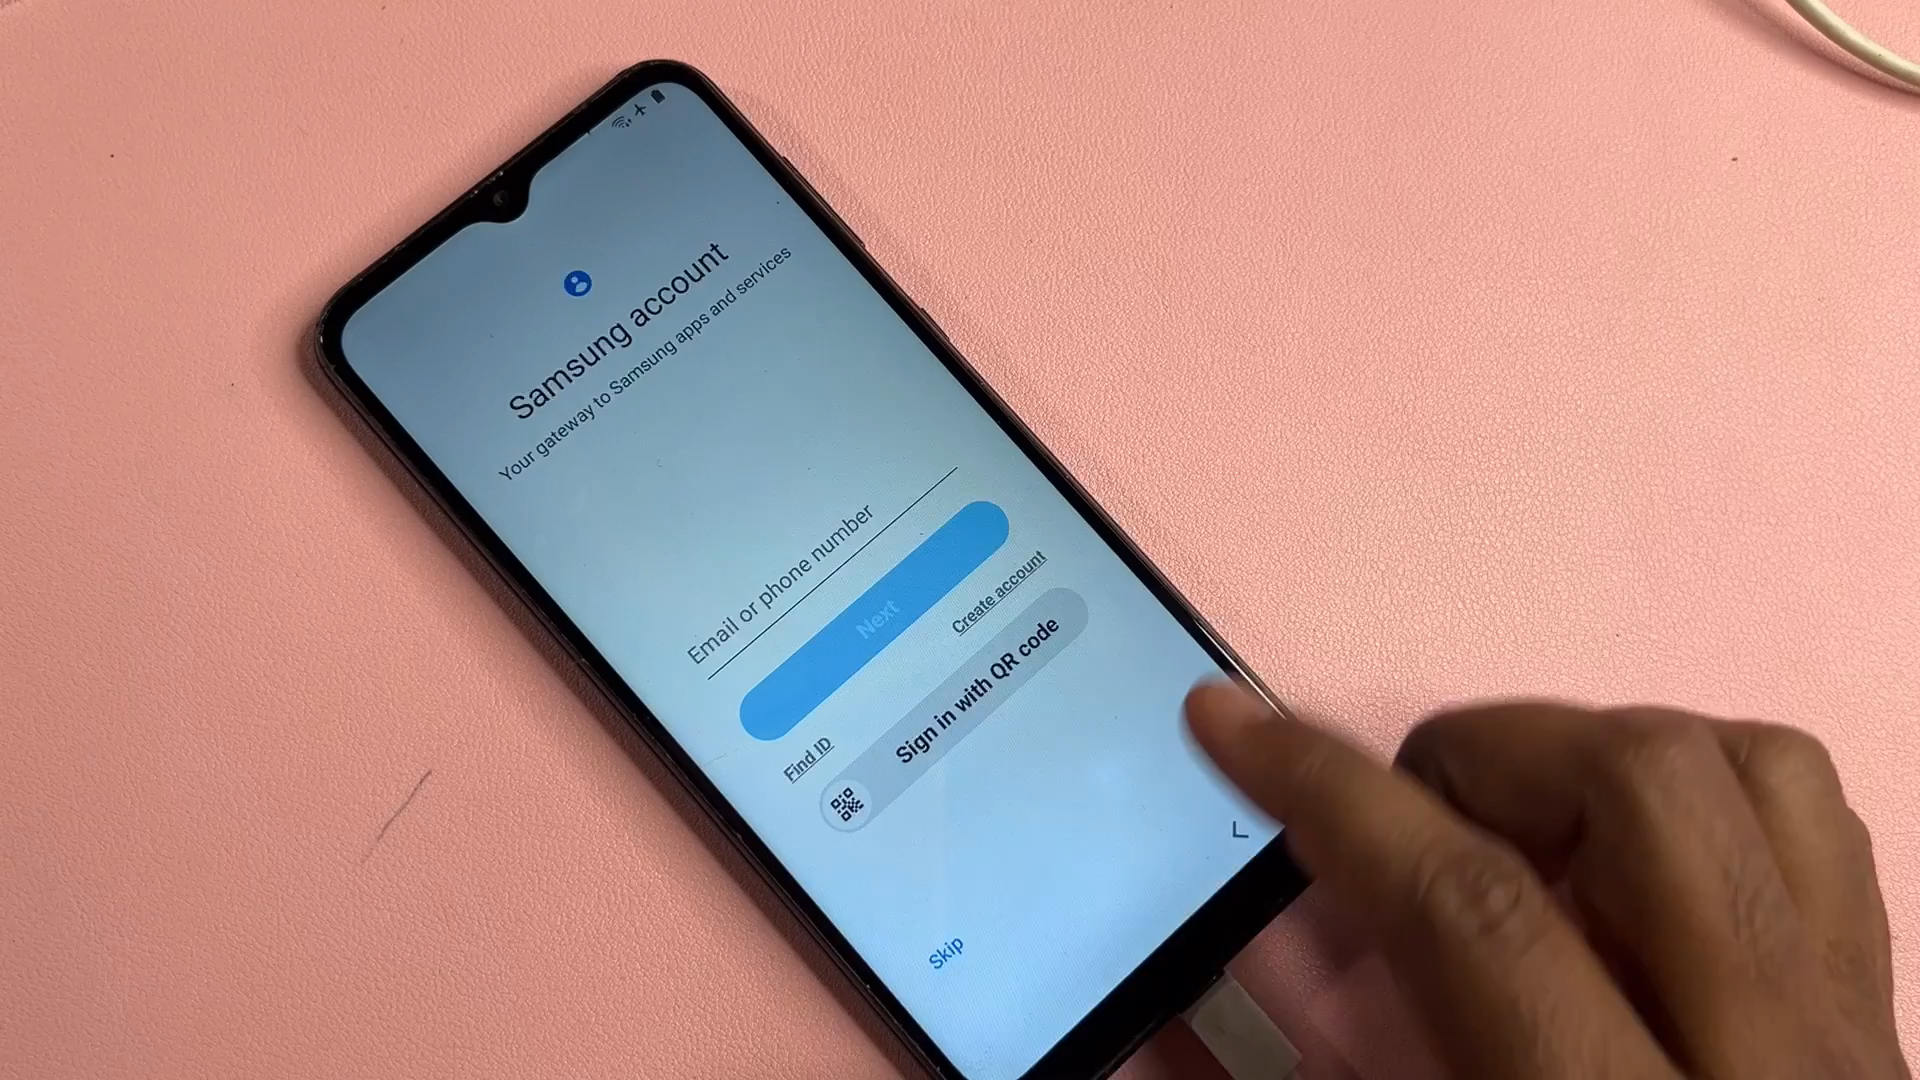 Samsung account
Your gateway to Samsung apps and services
Email or phone number
Next
Find ID
Create account
Sign in with QR code
Skip